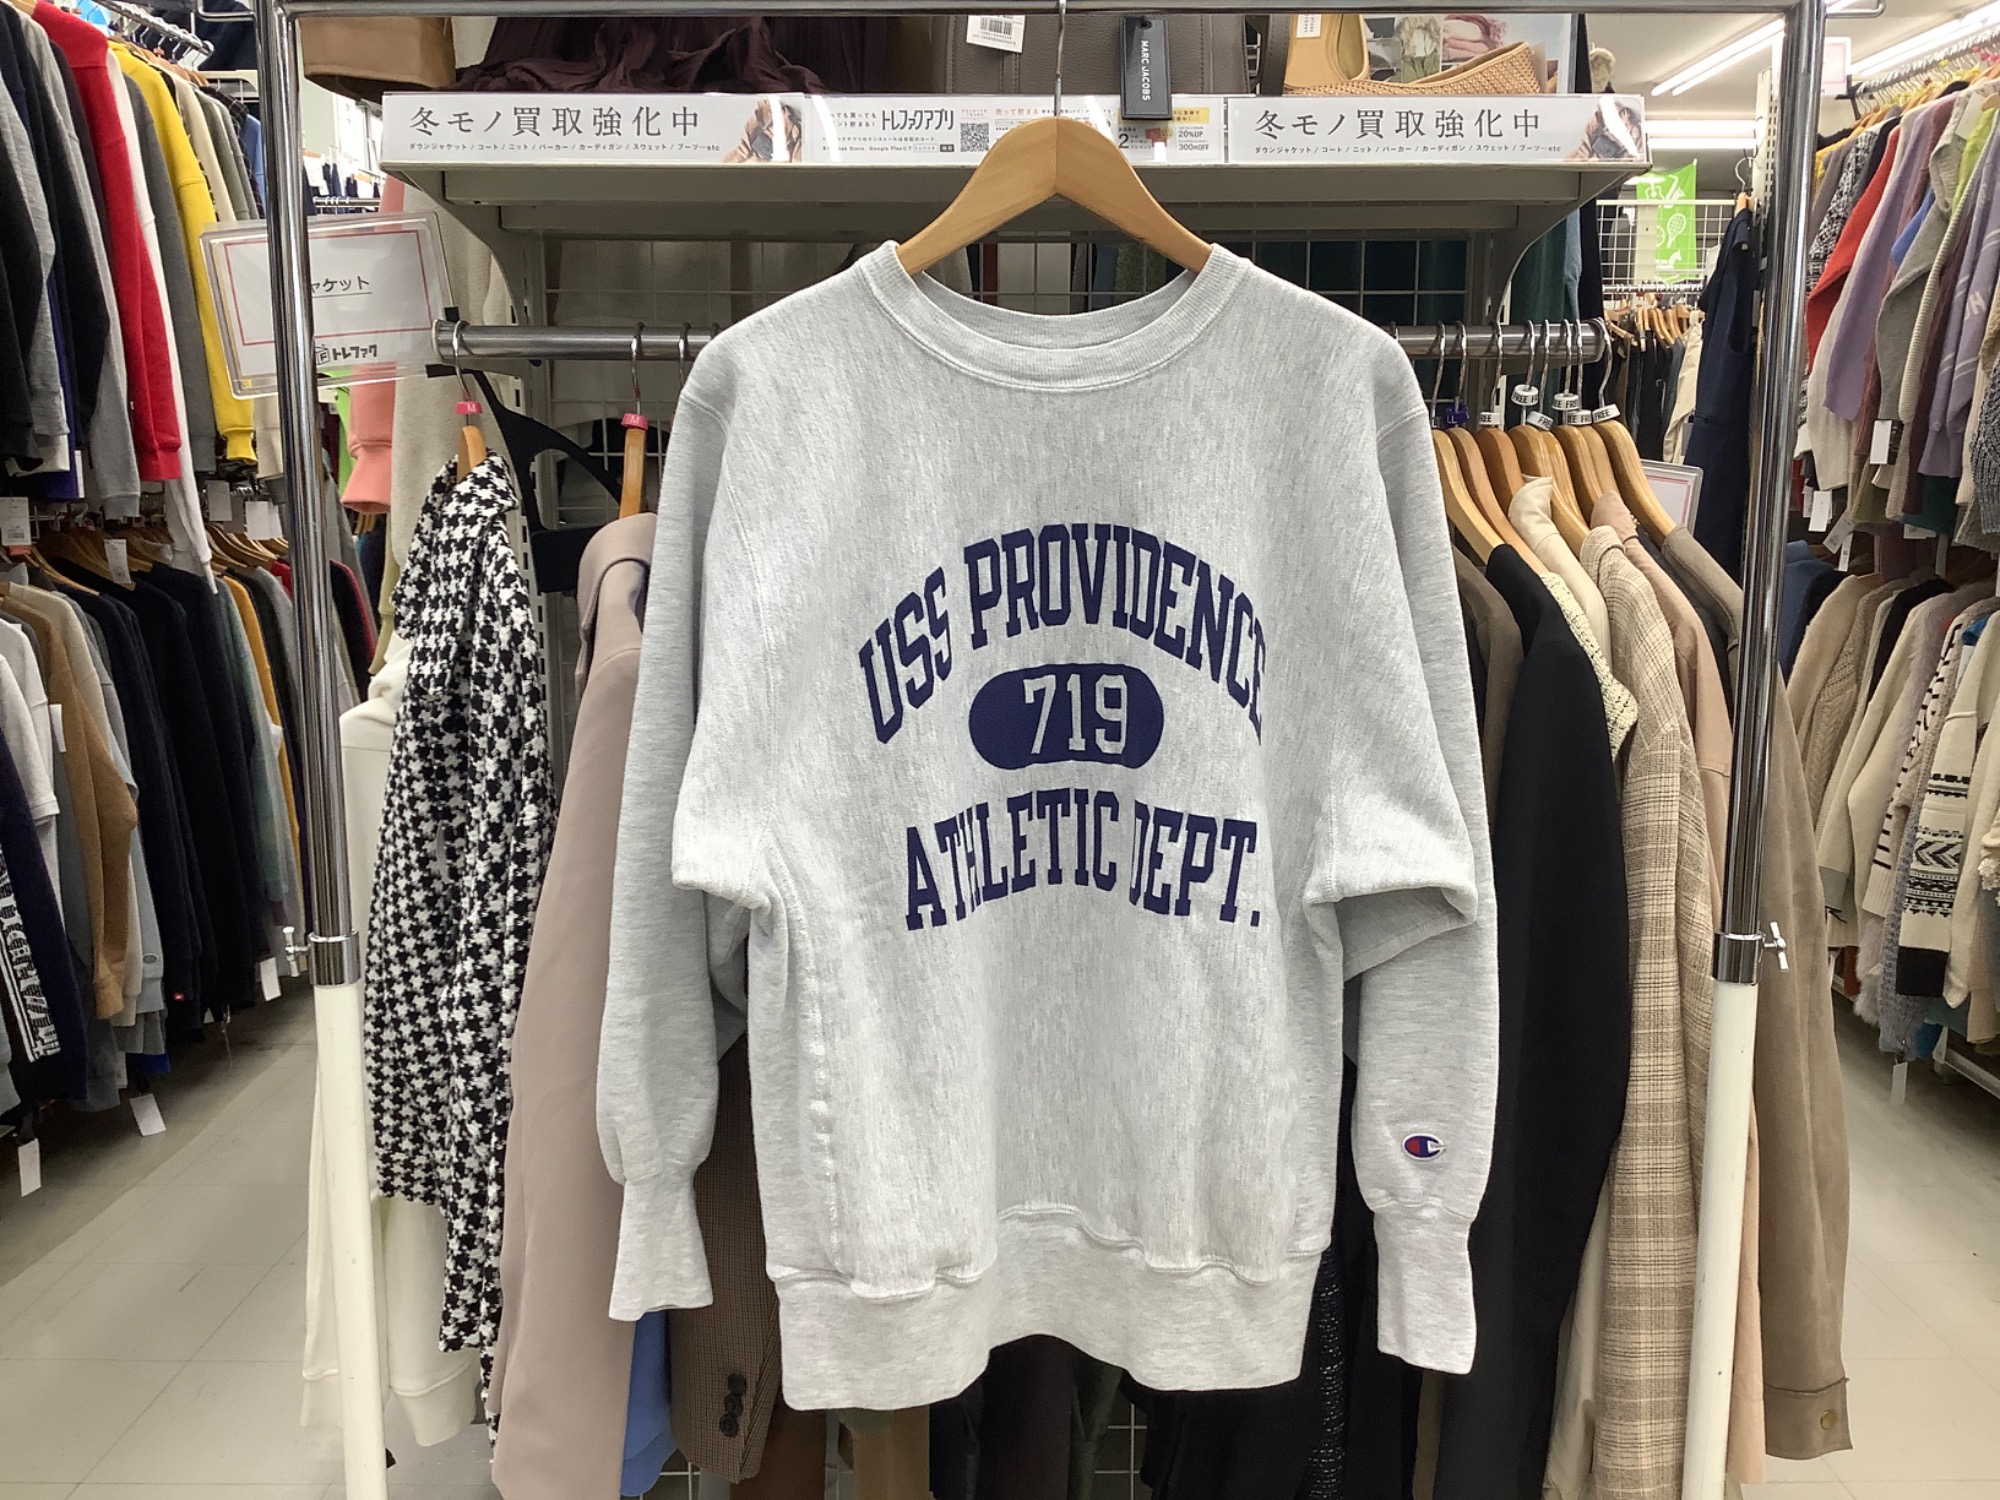 MARC JACOBS
冬モノ買取強化中
ダウンジャケット / コート / ニット / パーカー / カーディガン / スウェット / ブーツ…etc
トレファクアプリ
20%UP
300円OFF
冬モノ買取強化中
ダウンジャケット / コート / ニット / パーカー / カーディガン / スウェット / ブーツ…etc
ャケット
トレファク
M
M
LL
FREE
FREE
FREE
USS PROVIDENCE
719
ATHLETIC DEPT.